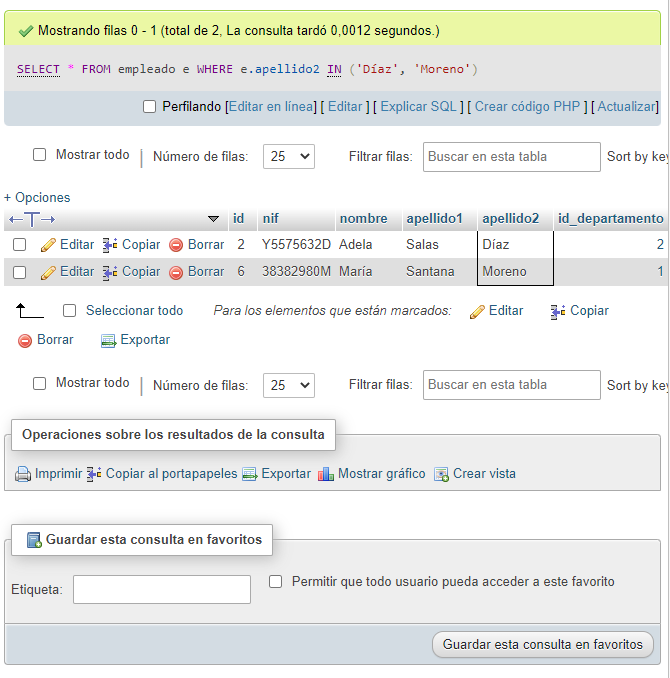 Mostrando filas 0 - 1 (total de 2, La consulta tardó 0,0012 segundos.)
SELECT * FROM empleado e WHERE e.apellido2 IN ('Díaz', 'Moreno')
Perfilando [Editar en línea] [ Editar ] [ Explicar SQL ] [ Crear código PHP ] [ Actualizar]
Mostrar todo | Número de filas: 25 Filtrar filas: Buscar en esta tabla Sort by key
+ Opciones
←T→ id nif nombre apellido1 apellido2 id_departamento
Editar Copiar Borrar 2 Y5575632D Adela Salas Díaz 2
Editar Copiar Borrar 6 38382980M María Santana Moreno 1
Seleccionar todo Para los elementos que están marcados: Editar Copiar
Borrar Exportar
Mostrar todo | Número de filas: 25 Filtrar filas: Buscar en esta tabla Sort by key
Operaciones sobre los resultados de la consulta
Imprimir Copiar al portapapeles Exportar Mostrar gráfico Crear vista
Guardar esta consulta en favoritos
Etiqueta: Permitir que todo usuario pueda acceder a este favorito
Guardar esta consulta en favoritos